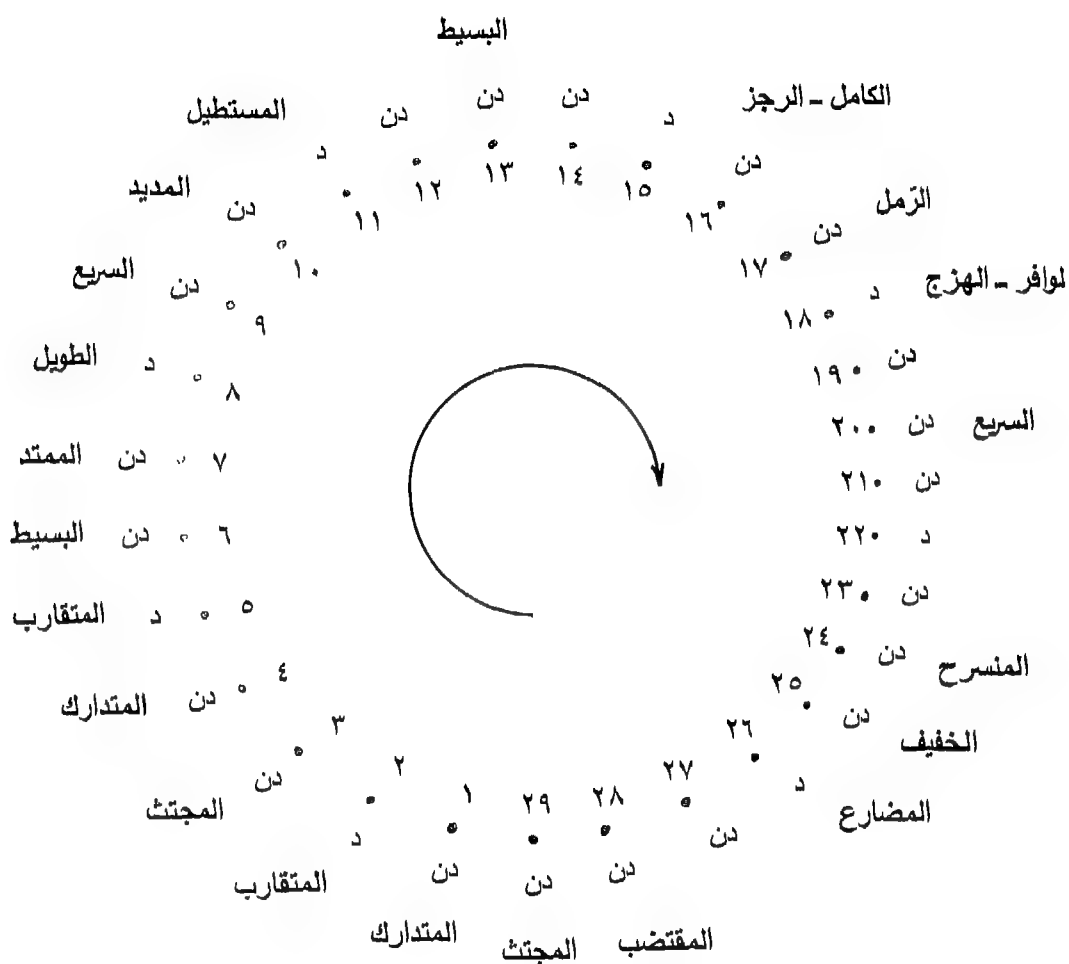 ١ دن المتدارك
٢ د المتقارب
٣ دن المجتث
٤ دن المتدارك
٥ د المتقارب
٦ دن البسيط
٧ دن الممتد
٨ د الطويل
٩ دن السريع
١٠ دن المديد
١١ د المستطيل
١٢ دن
١٣ دن البسيط
١٤ دن
١٥ د
١٦ دن الكامل ـ الرجز
١٧ دن الرّمل
١٨ د لوافر ـ الهزج
١٩ دن
٢٠ دن السريع
٢١ دن
٢٢ د
٢٣ دن
٢٤ دن المنسرح
٢٥ دن الخفيف
٢٦ د المضارع
٢٧ دن
٢٨ دن المقتضب
٢٩ دن المجتث